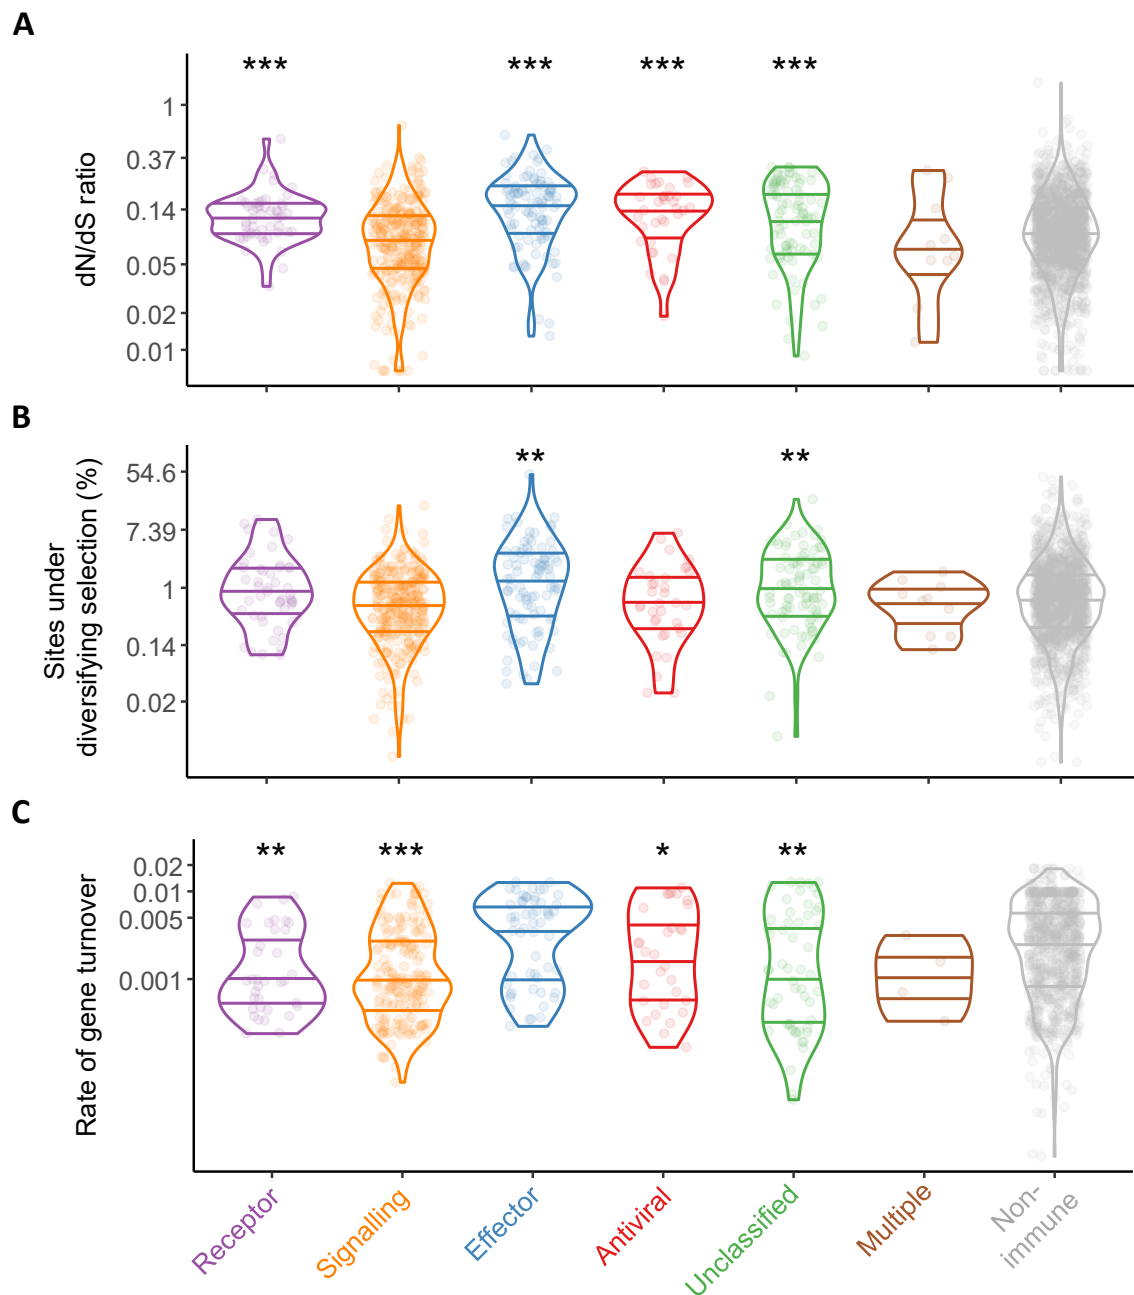 A
*** *** *** ***
dN/dS ratio
1
0.37
0.14
0.05
0.02
0.01
B
** **
Sites under
diversifying selection (%)
54.6
7.39
1
0.14
0.02
C
** *** * **
Rate of gene turnover
0.02
0.01
0.005
0.001
Receptor
Signalling
Effector
Antiviral
Unclassified
Multiple
Non-
immune